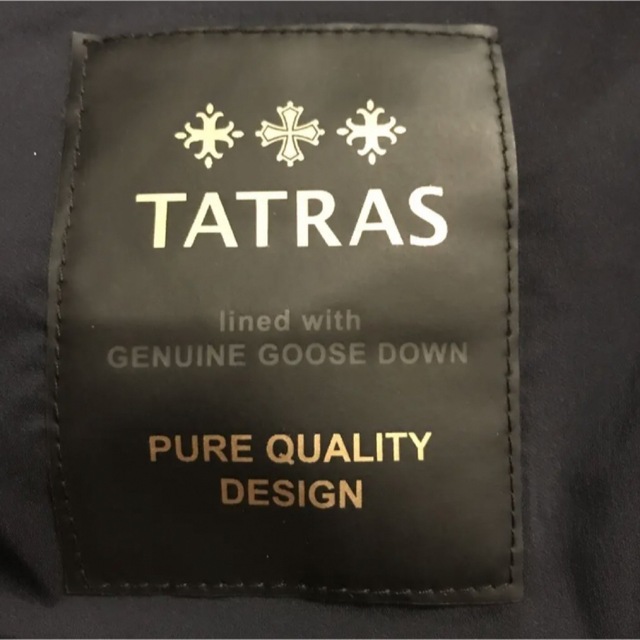 TATRAS
lined with
GENUINE GOOSE DOWN
PURE QUALITY
DESIGN